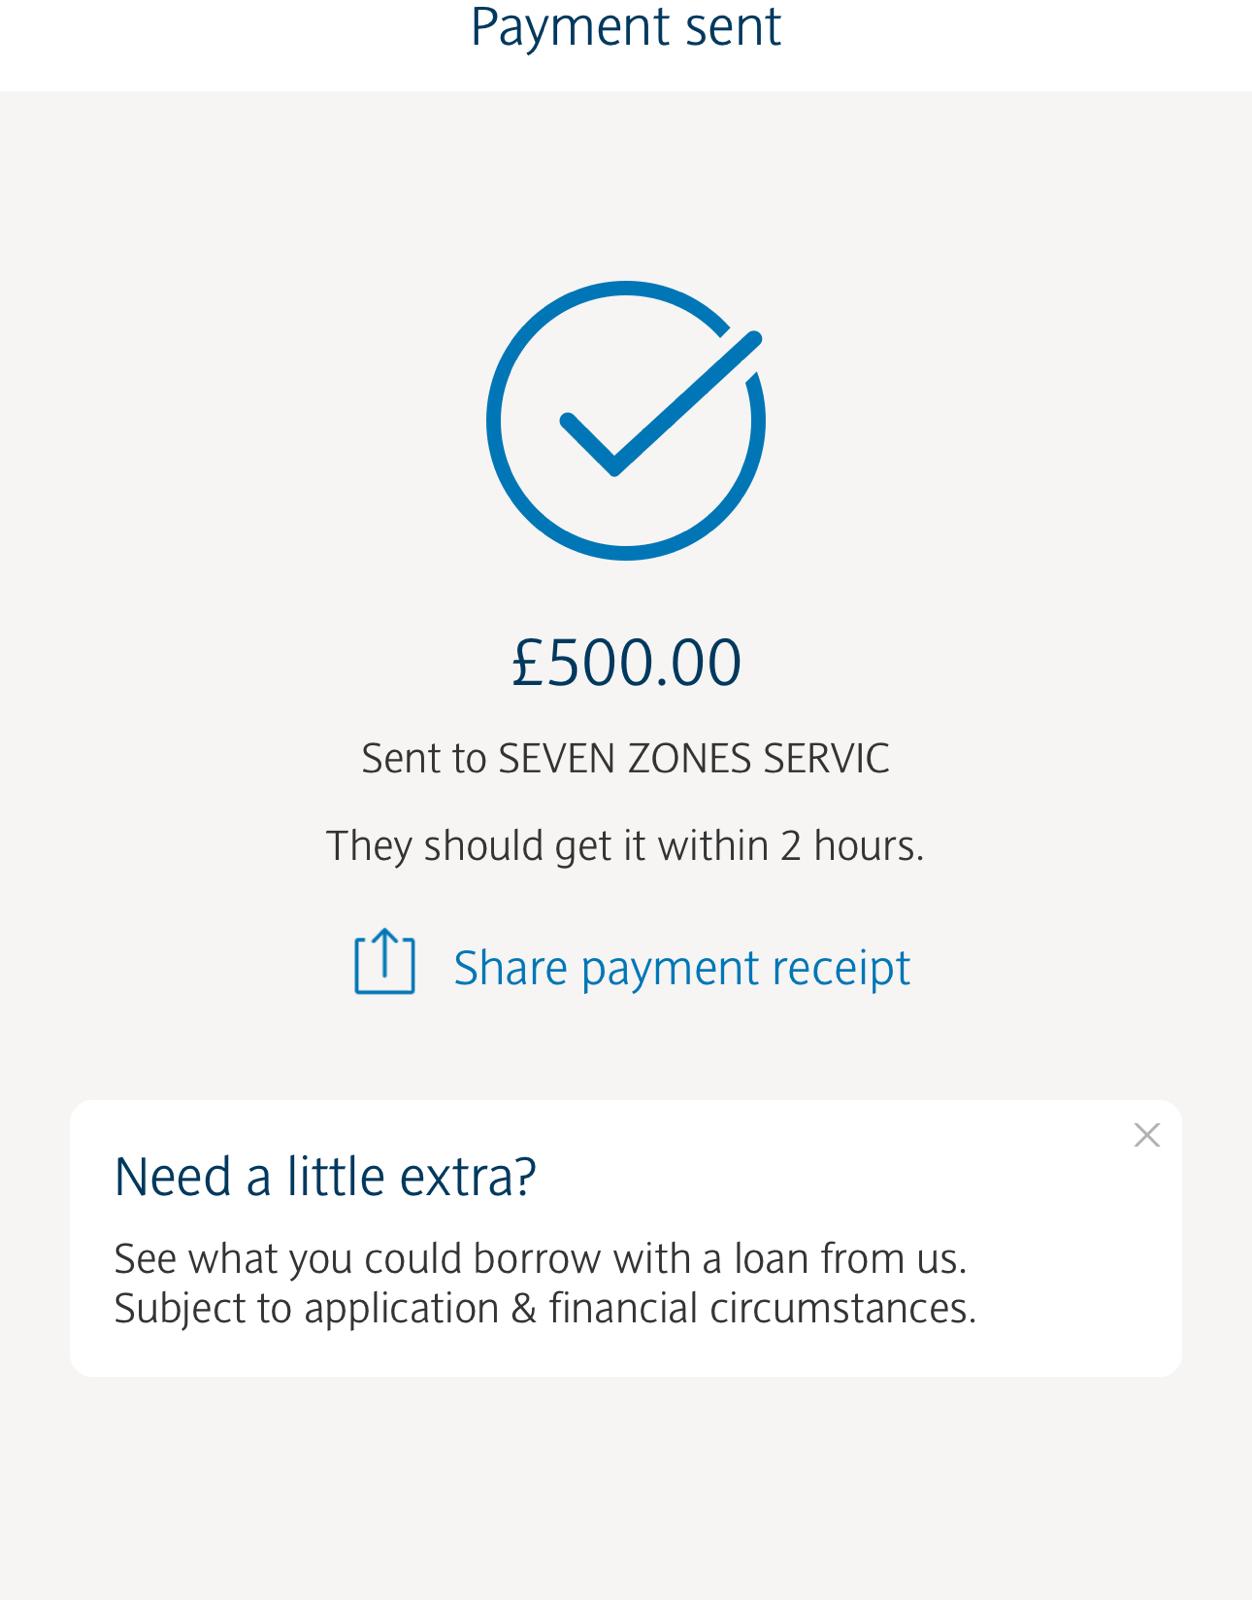 Payment sent
£500.00
Sent to SEVEN ZONES SERVIC
They should get it within 2 hours.
Share payment receipt
Need a little extra?
See what you could borrow with a loan from us.
Subject to application & financial circumstances.